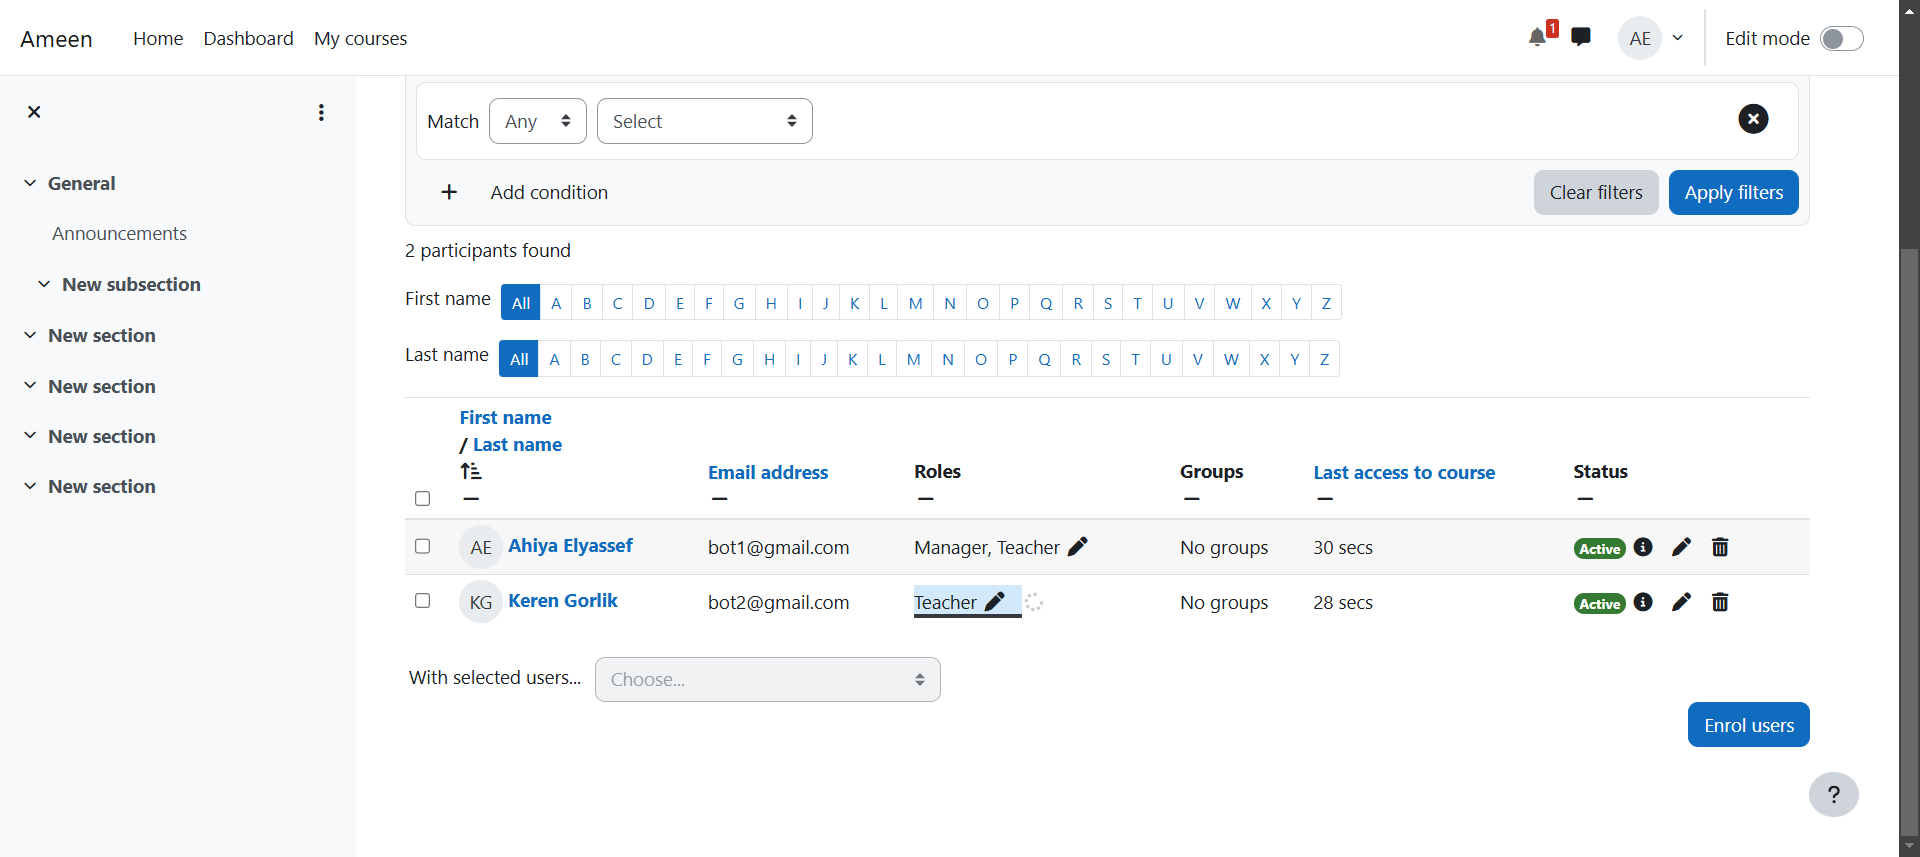 Ameen Home Dashboard My courses 1 AE Edit mode
Match Any Select
Add condition Clear filters Apply filters
General
Announcements
New subsection
New section
New section
New section
New section
2 participants found
First name All A B C D E F G H I J K L M N O P Q R S T U V W X Y Z
Last name All A B C D E F G H I J K L M N O P Q R S T U V W X Y Z
First name
/ Last name
Email address Roles Groups Last access to course Status
AE Ahiya Elyassef bot1@gmail.com Manager, Teacher No groups 30 secs Active
KG Keren Gorlik bot2@gmail.com Teacher No groups 28 secs Active
With selected users... Choose...
Enrol users
?